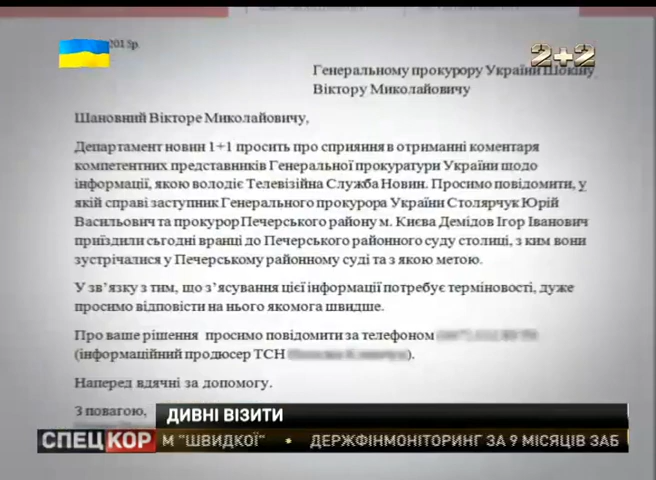 2015р.
2+2
Генеральному прокурору України Шокіну
Віктору Миколайовичу
Шановний Вікторе Миколайовичу,
Департамент новин 1+1 просить про сприяння в отриманні коментаря
компетентних представників Генеральної прокуратури України щодо
інформації, якою володіє Телевізійна Служба Новин. Просимо повідомити, у
якій справі заступник Генерального прокурора України Столярчук Юрій
Васильович та прокурор Печерського району м. Києва Демідов Ігор Іванович
приїздили сьогодні вранці до Печерського районного суду столиці, з ким вони
зустрічалися у Печерському районному суді та з якою метою.
У зв’язку з тим, що з’ясування цієї інформації потребує терміновості, дуже
просимо відповісти на нього якомога швидше.
Про ваше рішення просимо повідомити за телефоном
(інформаційний продюсер ТСН ).
Наперед вдячні за допомогу.
З повагою,
ДИВНІ ВІЗИТИ
СПЕЦКОР М "ШВИДКОЇ" • ДЕРЖФІНМОНІТОРИНГ ЗА 9 МІСЯЦІВ ЗАБ